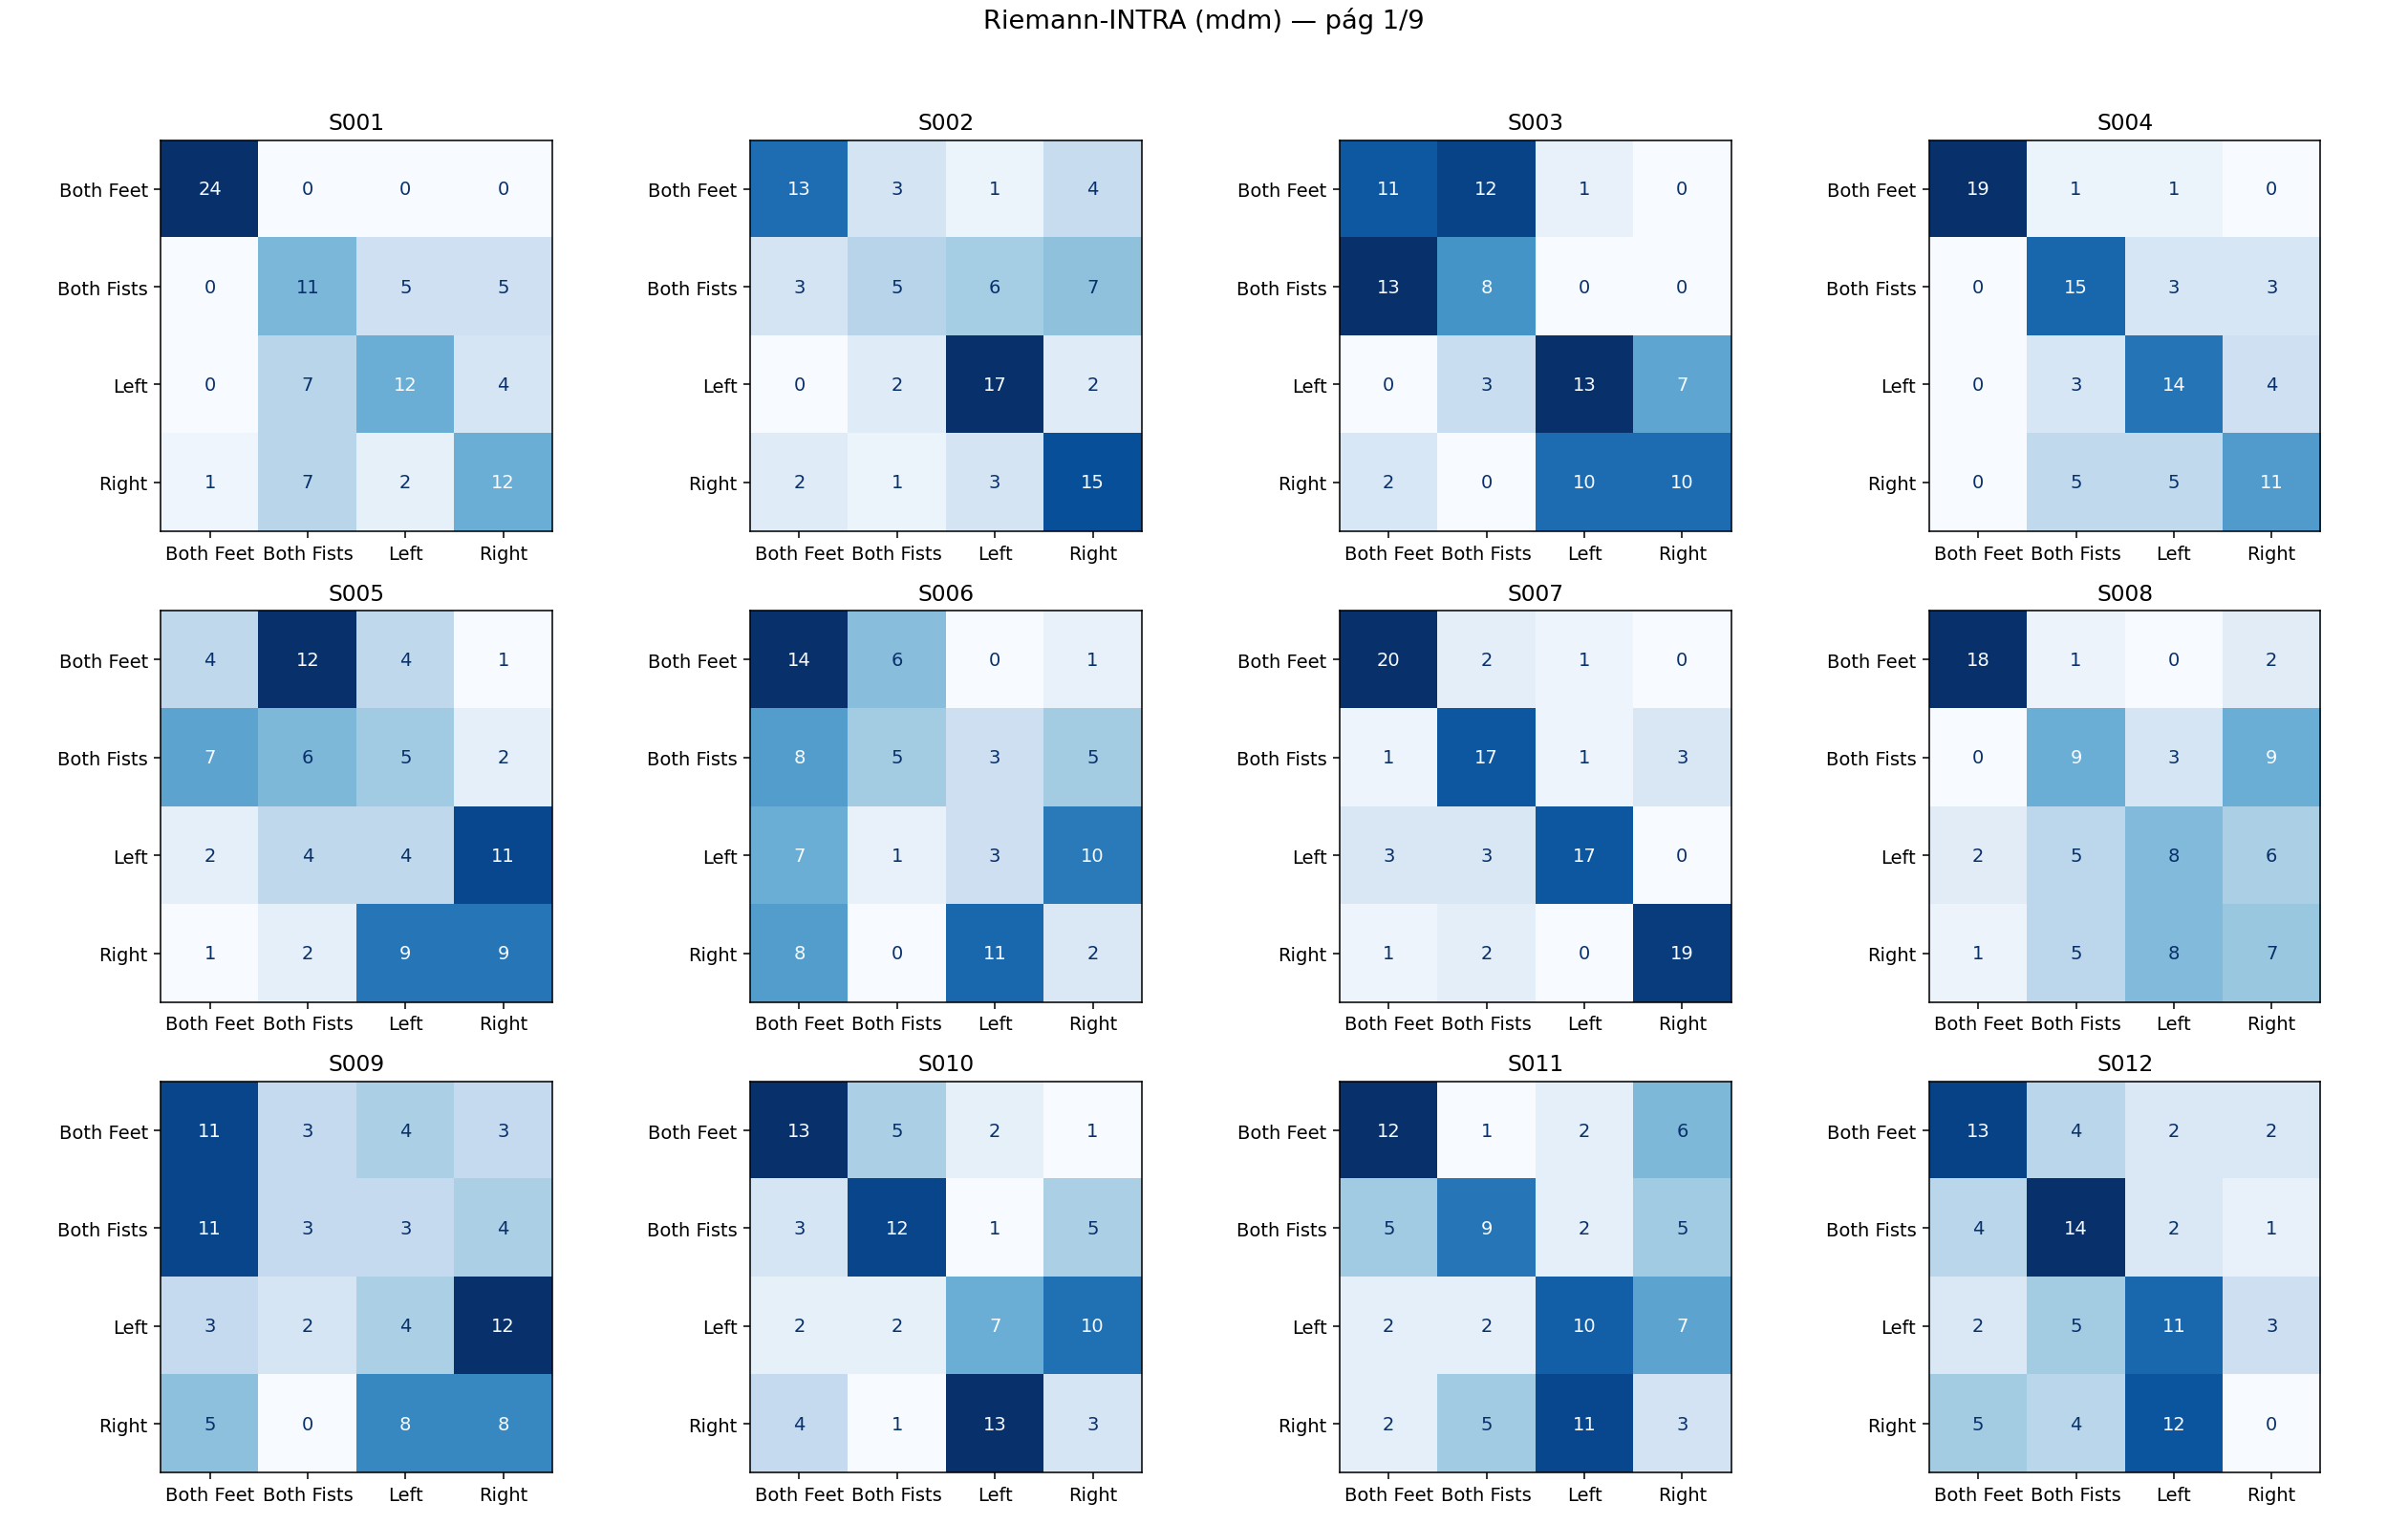 Riemann-INTRA (mdm) — pág 1/9
S001 S002 S003 S004
Both Feet 24 0 0 0 Both Feet 13 3 1 4 Both Feet 11 12 1 0 Both Feet 19 1 1 0
Both Fists 0 11 5 5 Both Fists 3 5 6 7 Both Fists 13 8 0 0 Both Fists 0 15 3 3
Left 0 7 12 4 Left 0 2 17 2 Left 0 3 13 7 Left 0 3 14 4
Right 1 7 2 12 Right 2 1 3 15 Right 2 0 10 10 Right 0 5 5 11
Both Feet Both Fists Left Right Both Feet Both Fists Left Right Both Feet Both Fists Left Right Both Feet Both Fists Left Right
S005 S006 S007 S008
Both Feet 4 12 4 1 Both Feet 14 6 0 1 Both Feet 20 2 1 0 Both Feet 18 1 0 2
Both Fists 7 6 5 2 Both Fists 8 5 3 5 Both Fists 1 17 1 3 Both Fists 0 9 3 9
Left 2 4 4 11 Left 7 1 3 10 Left 3 3 17 0 Left 2 5 8 6
Right 1 2 9 9 Right 8 0 11 2 Right 1 2 0 19 Right 1 5 8 7
Both Feet Both Fists Left Right Both Feet Both Fists Left Right Both Feet Both Fists Left Right Both Feet Both Fists Left Right
S009 S010 S011 S012
Both Feet 11 3 4 3 Both Feet 13 5 2 1 Both Feet 12 1 2 6 Both Feet 13 4 2 2
Both Fists 11 3 3 4 Both Fists 3 12 1 5 Both Fists 5 9 2 5 Both Fists 4 14 2 1
Left 3 2 4 12 Left 2 2 7 10 Left 2 2 10 7 Left 2 5 11 3
Right 5 0 8 8 Right 4 1 13 3 Right 2 5 11 3 Right 5 4 12 0
Both Feet Both Fists Left Right Both Feet Both Fists Left Right Both Feet Both Fists Left Right Both Feet Both Fists Left Right